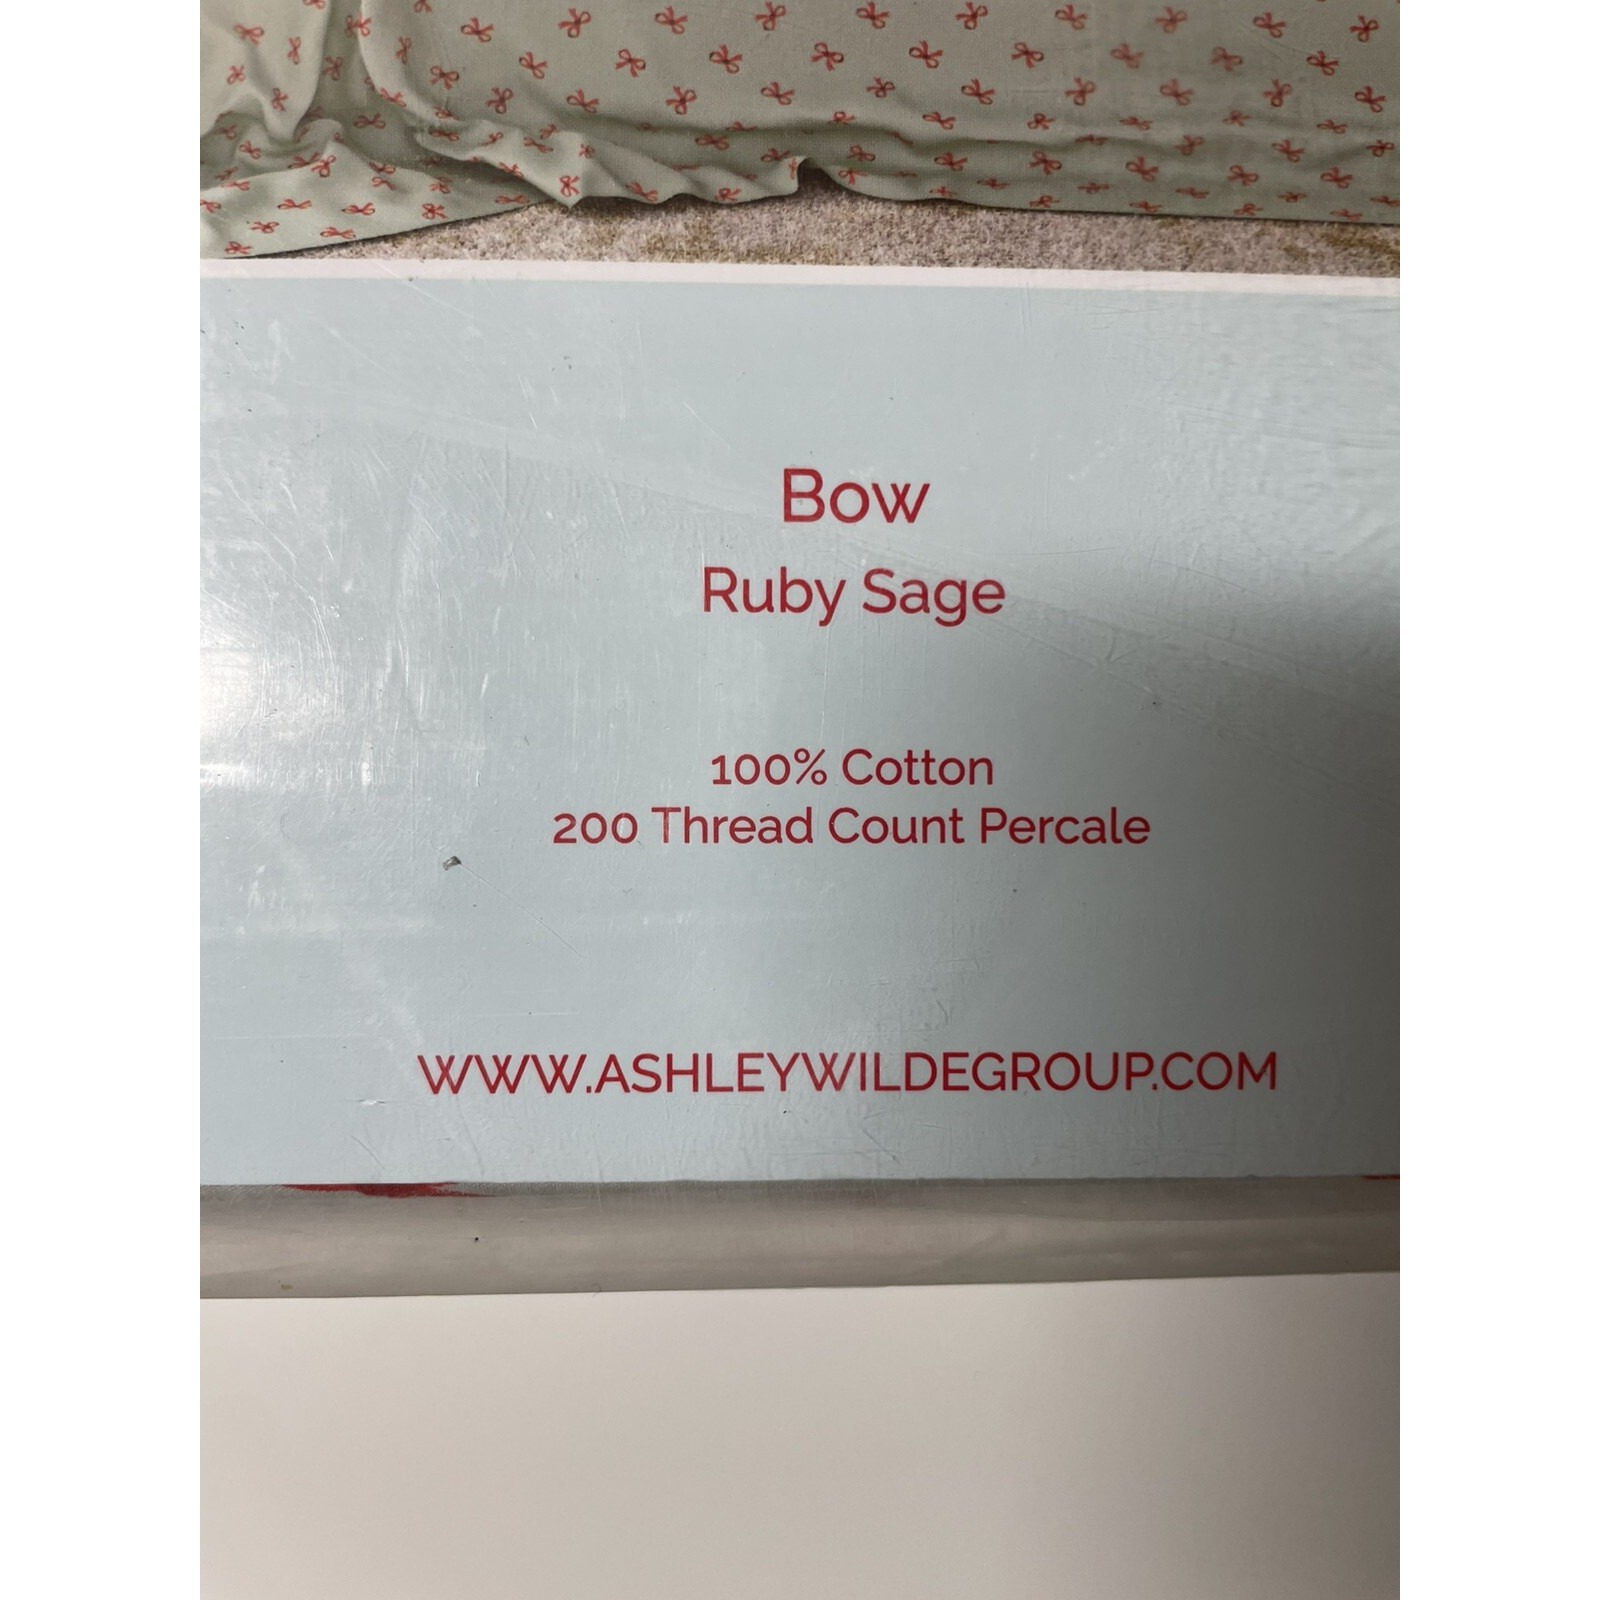 Bow
Ruby Sage
100% Cotton
200 Thread Count Percale
WWW.ASHLEYWILDEGROUP.COM